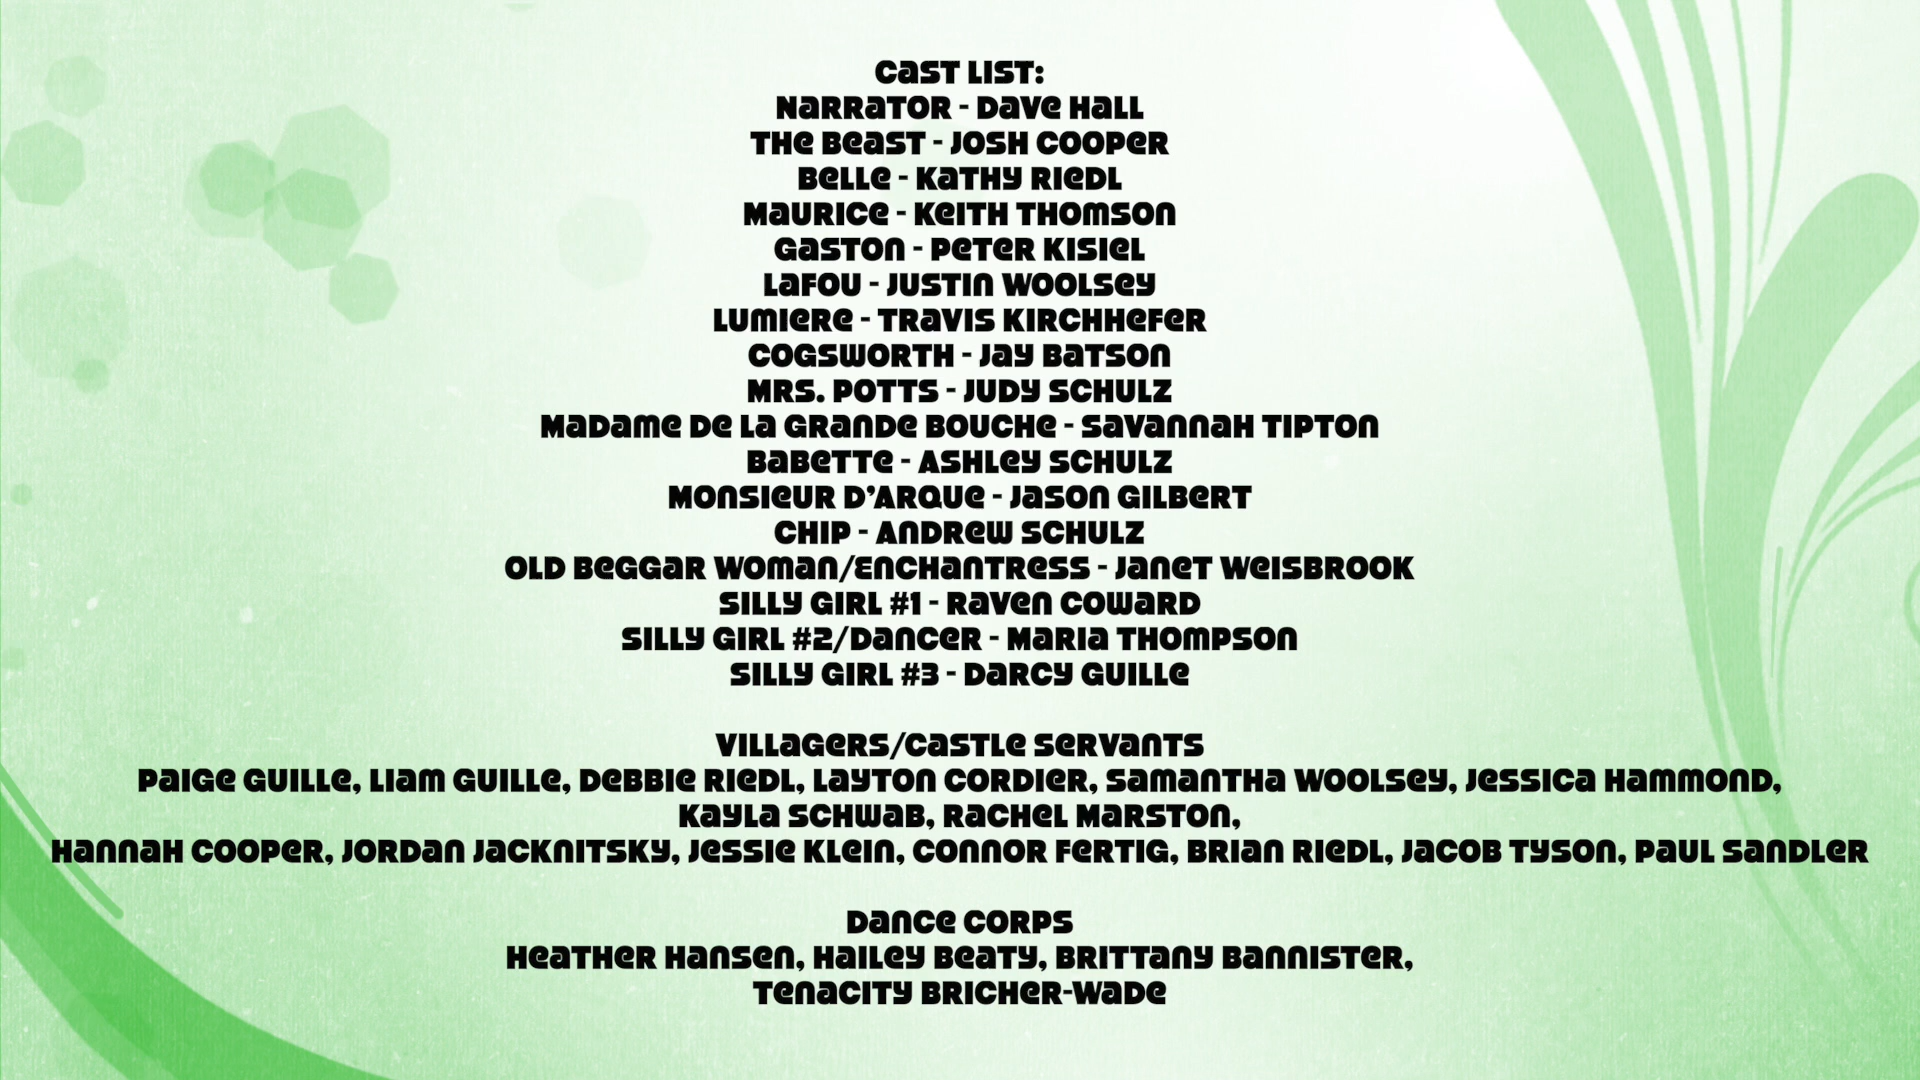 Cast List:
Narrator - Dave Hall
The Beast - Josh Cooper
Belle - Kathy Riedl
Maurice - Keith Thomson
Gaston - Peter Kisiel
LaFou - Justin Woolsey
Lumiere - Travis Kirchhefer
Cogsworth - Jay Batson
Mrs. Potts - Judy Schulz
Madame de la Grande Bouche - Savannah Tipton
Babette - Ashley Schulz
Monsieur D'Arque - Jason Gilbert
Chip - Andrew Schulz
Old Beggar Woman/Enchantress - Janet Weisbrook
Silly Girl #1 - Raven Coward
Silly Girl #2/Dancer - Maria Thompson
Silly Girl #3 - Darcy Guille
Villagers/Castle Servants
Paige Guille, Liam Guille, Debbie Riedl, Layton Cordier, Samantha Woolsey, Jessica Hammond,
Kayla Schwab, Rachel Marston,
Hannah Cooper, Jordan Jacknitsky, Jessie Klein, Connor Fertig, Brian Riedl, Jacob Tyson, Paul Sandler
Dance Corps
Heather Hansen, Hailey Beaty, Brittany Bannister,
Tenacity Bricher-Wade